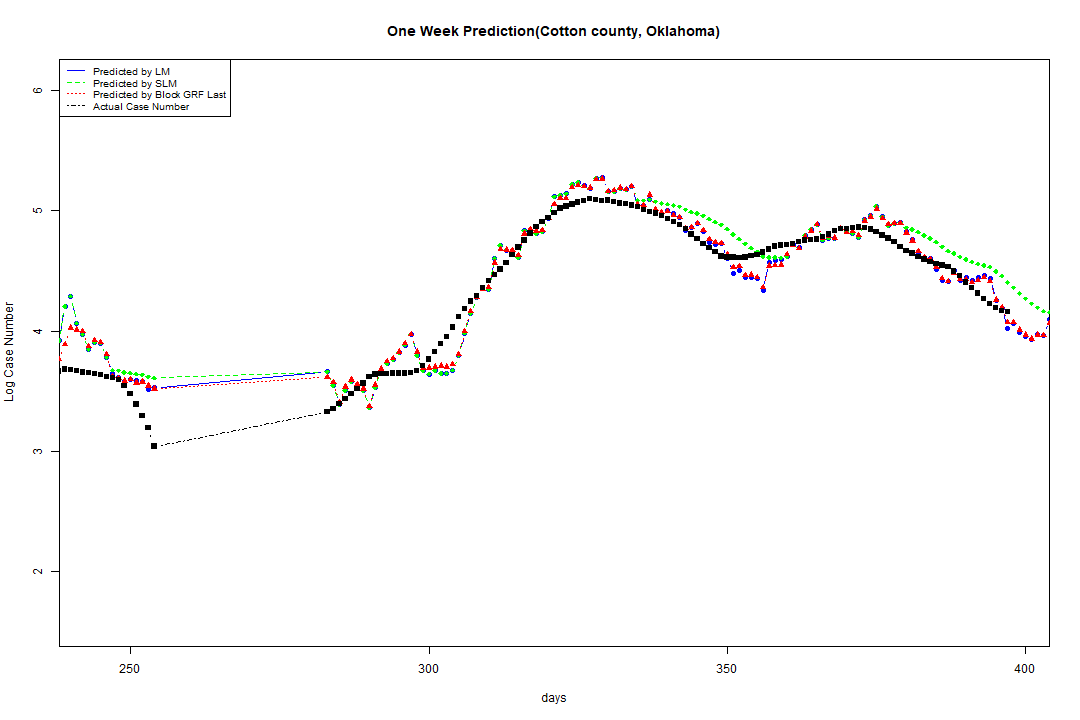 One Week Prediction(Cotton county, Oklahoma)
Predicted by LM
Predicted by SLM
Predicted by Block GRF Last
Actual Case Number
6
5
4
3
2
Log Case Number
250 300 350 400
days